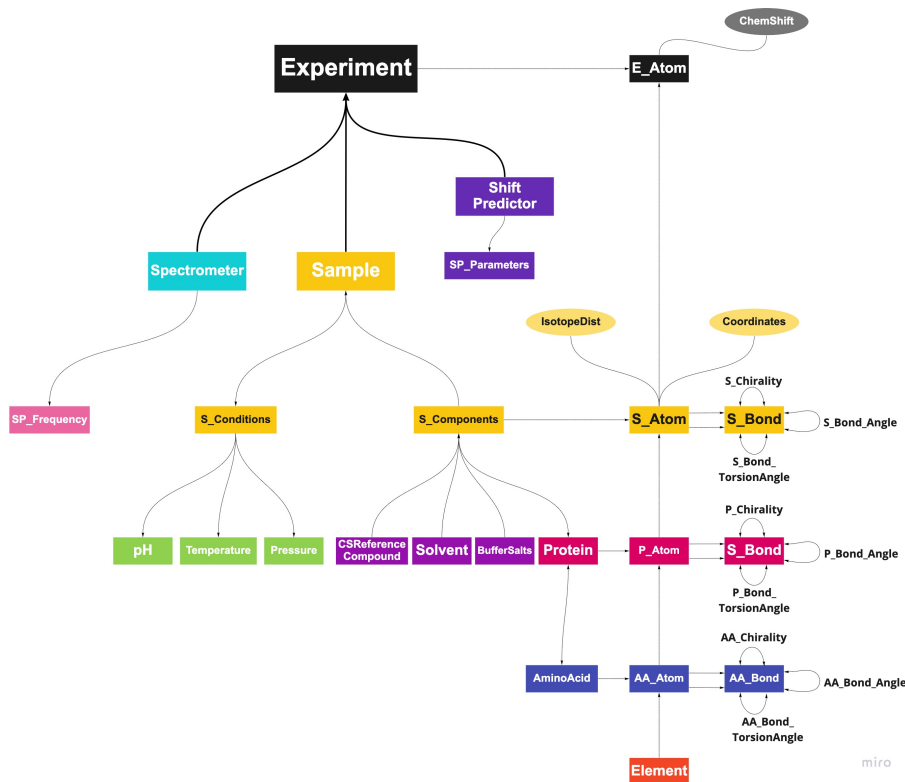 ChemShift
Experiment
E_Atom
Shift
Predictor
Spectrometer
Sample
SP_Parameters
IsotopeDist
Coordinates
S_Chirality
SP_Frequency
S_Conditions
S_Components
S_Atom
S_Bond
S_Bond_Angle
S_Bond_
TorsionAngle
P_Chirality
pH
Temperature
Pressure
CSReference
Compound
Solvent
BufferSalts
Protein
P_Atom
S_Bond
P_Bond_Angle
P_Bond_
TorsionAngle
AA_Chirality
AminoAcid
AA_Atom
AA_Bond
AA_Bond_Angle
AA_Bond_
TorsionAngle
Element
miro